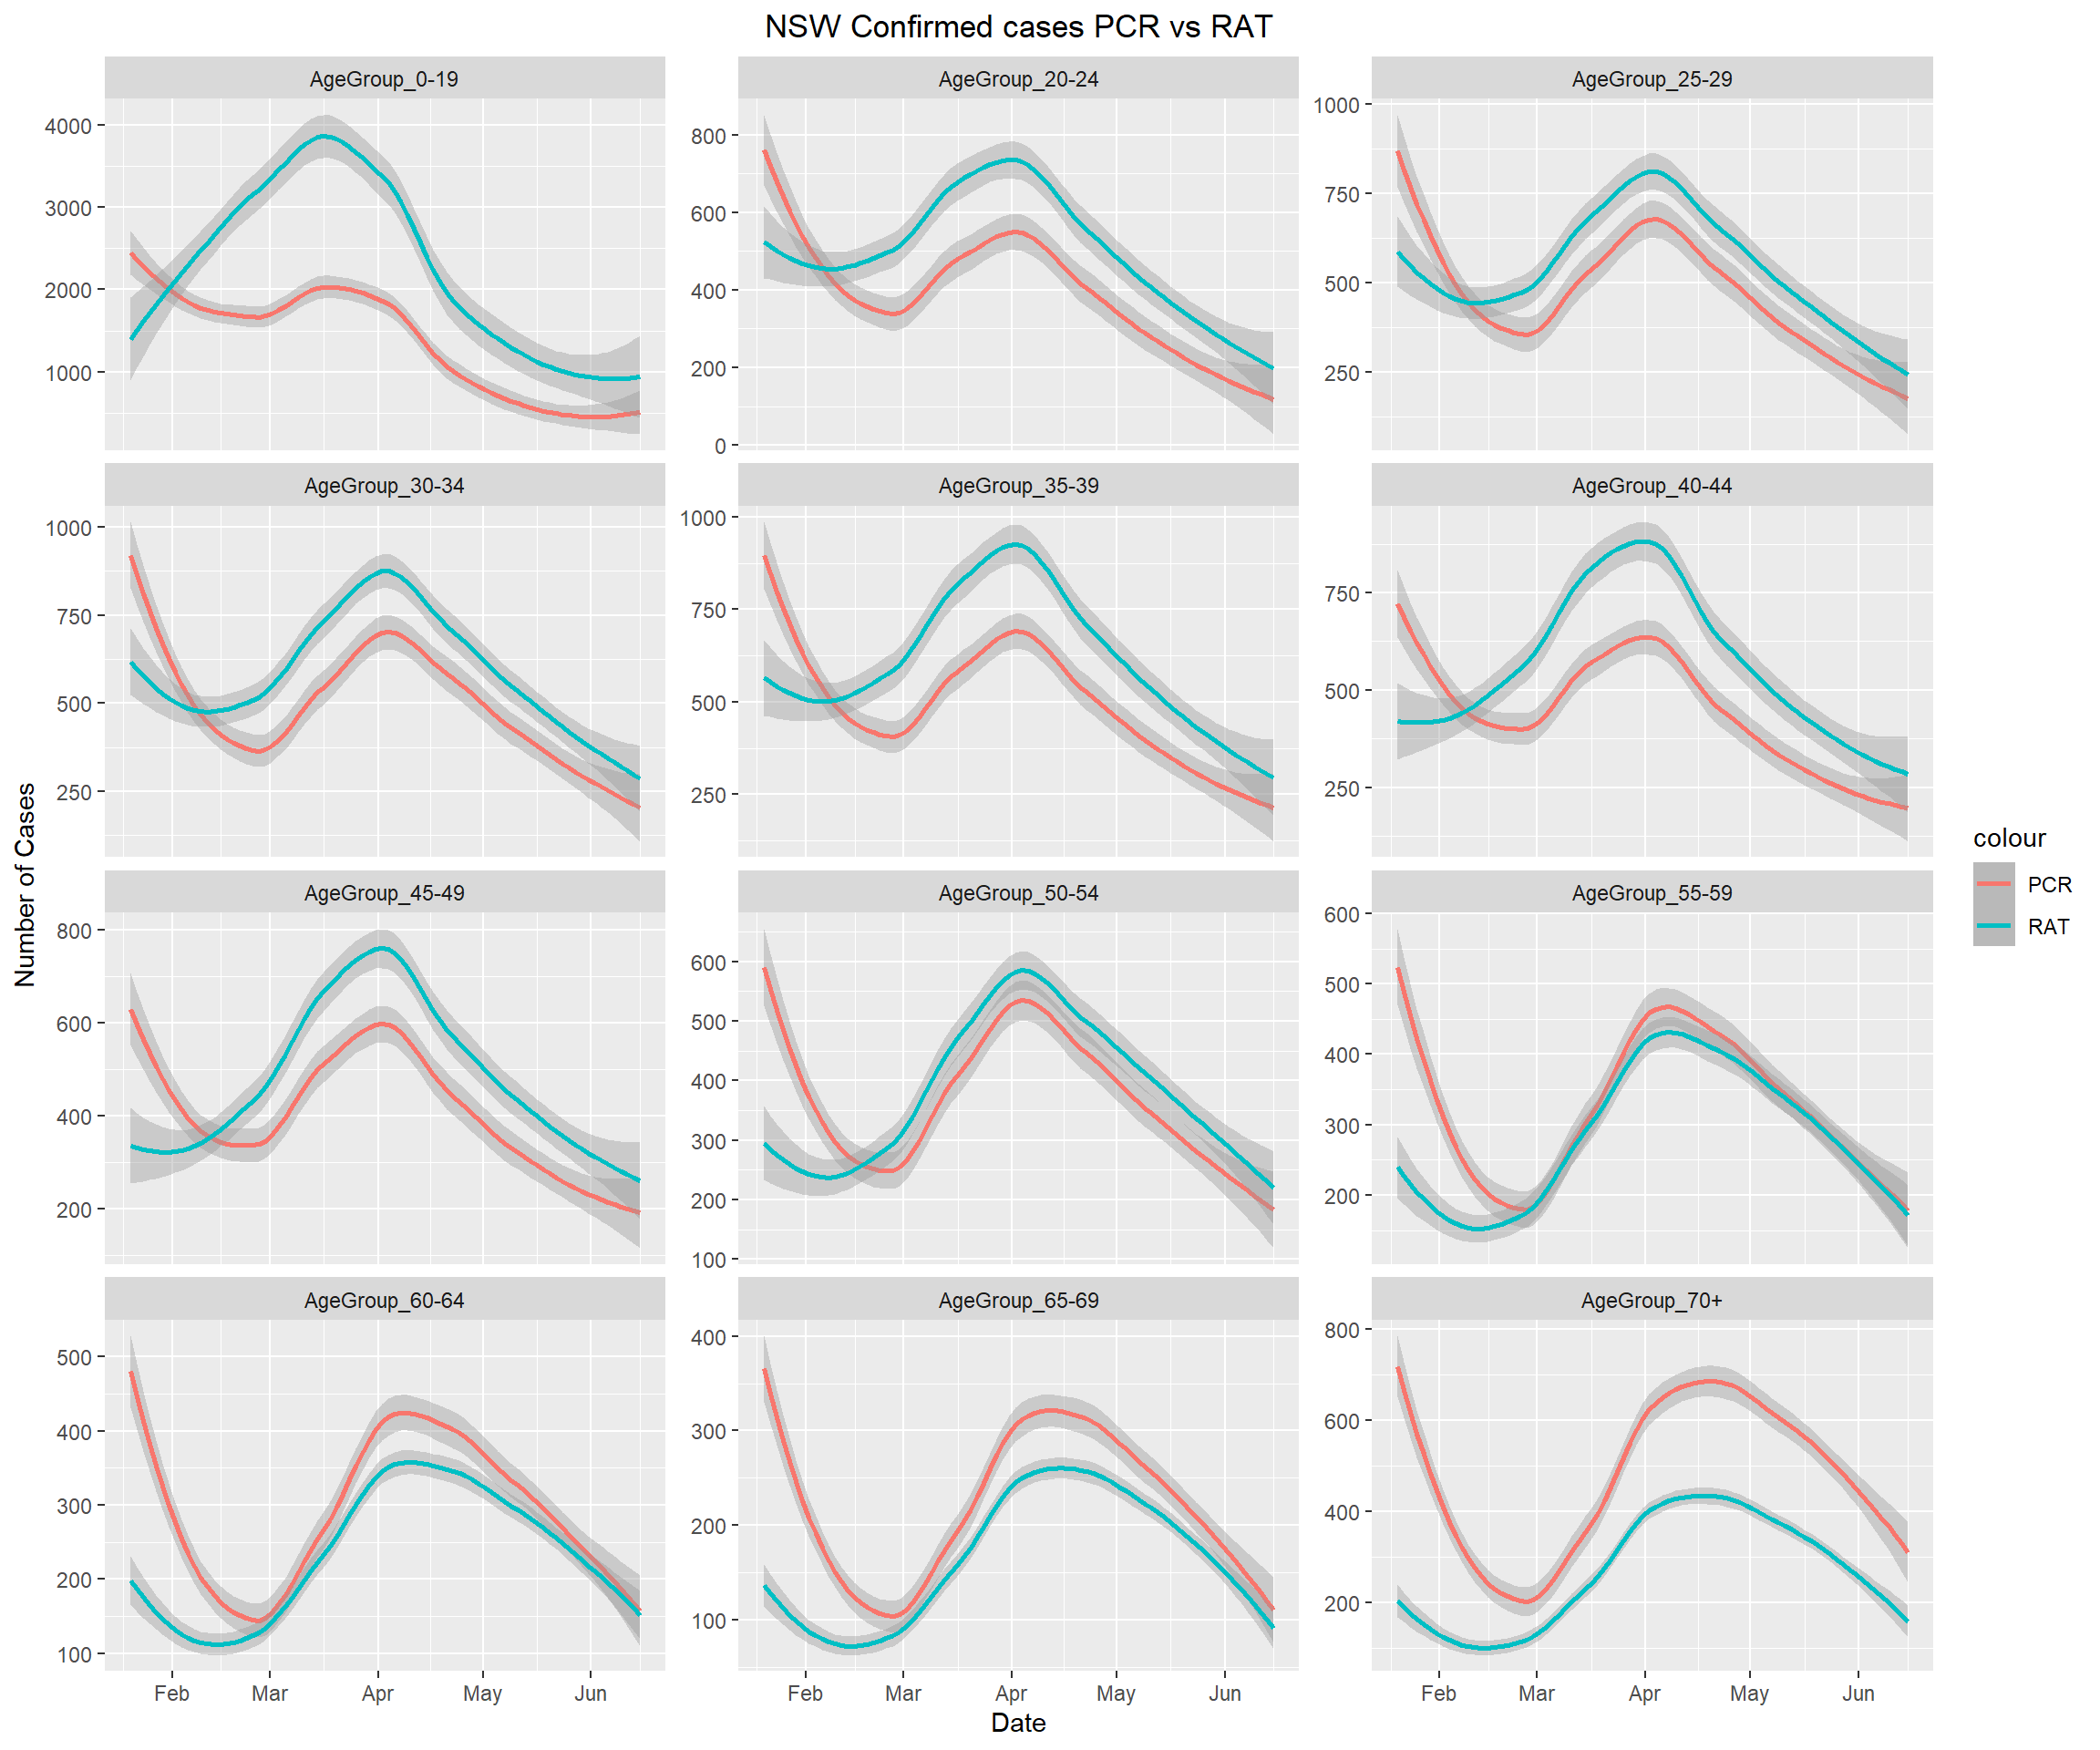 NSW Confirmed cases PCR vs RAT
AgeGroup_0-19
AgeGroup_20-24
AgeGroup_25-29
4000
3000
2000
1000
800
600
400
200
0
1000
750
500
250
AgeGroup_30-34
AgeGroup_35-39
AgeGroup_40-44
1000
750
500
250
1000
750
500
250
750
500
250
AgeGroup_45-49
AgeGroup_50-54
AgeGroup_55-59
800
600
400
200
600
500
400
300
200
100
600
500
400
300
200
AgeGroup_60-64
AgeGroup_65-69
AgeGroup_70+
500
400
300
200
100
400
300
200
100
800
600
400
200
Feb Mar Apr May Jun
Feb Mar Apr May Jun
Feb Mar Apr May Jun
Date
Number of Cases
colour
PCR
RAT